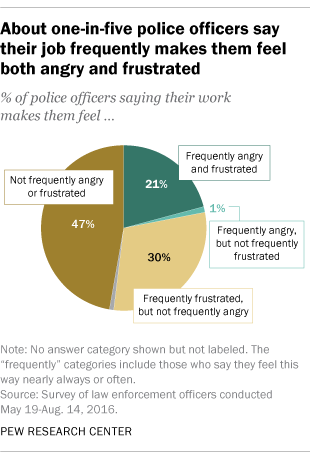 About one-in-five police officers say
their job frequently makes them feel
both angry and frustrated
% of police officers saying their work
makes them feel ...
Frequently angry
and frustrated
21%
1%
Frequently angry,
but not frequently
frustrated
Not frequently angry
or frustrated
47%
30%
Frequently frustrated,
but not frequently angry
Note: No answer category shown but not labeled. The
“frequently” categories include those who say they feel this
way nearly always or often.
Source: Survey of law enforcement officers conducted
May 19-Aug. 14, 2016.
PEW RESEARCH CENTER